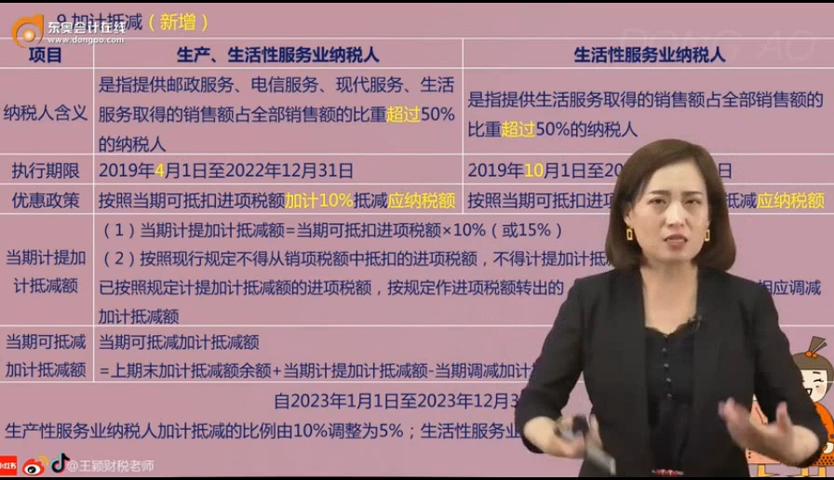 东奥会计在线
www.dongao.com
9.加计抵减（新增）
DONG AO
项目 生产、生活性服务业纳税人 生活性服务业纳税人
纳税人含义
是指提供邮政服务、电信服务、现代服务、生活
服务取得的销售额占全部销售额的比重超过50%
的纳税人
是指提供生活服务取得的销售额占全部销售额的
比重超过50%的纳税人
执行期限 2019年4月1日至2022年12月31日 2019年10月1日至20 日
优惠政策 按照当期可抵扣进项税额加计10%抵减应纳税额 按照当期可抵扣进项 减应纳税额
当期计提加
计抵减额
（1）当期计提加计抵减额=当期可抵扣进项税额×10%（或15%）
（2）按照现行规定不得从销项税额中抵扣的进项税额，不得计提加计抵
已按照规定计提加计抵减额的进项税额，按规定作进项税额转出的， 相应调减
加计抵减额
当期可抵减
加计抵减额
当期可抵减加计抵减额
=上期末加计抵减额余额+当期计提加计抵减额-当期调减加计
自2023年1月1日至2023年12月3
生产性服务业纳税人加计抵减的比例由10%调整为5%；生活性服务业
小红书
@王颖财税老师